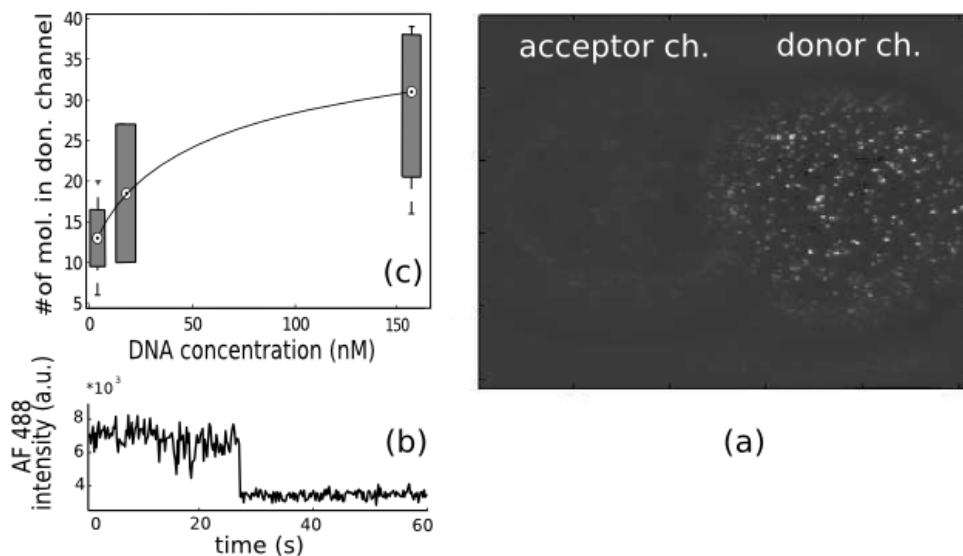 40
35
30
25
20
15
10
5
#of mol. in don. channel
(c)
0 50 100 150
DNA concentration (nM)
*10³
8
6
4
AF 488
intensity (a.u.)
(b)
0 20 40 60
time (s)
acceptor ch. donor ch.
(a)